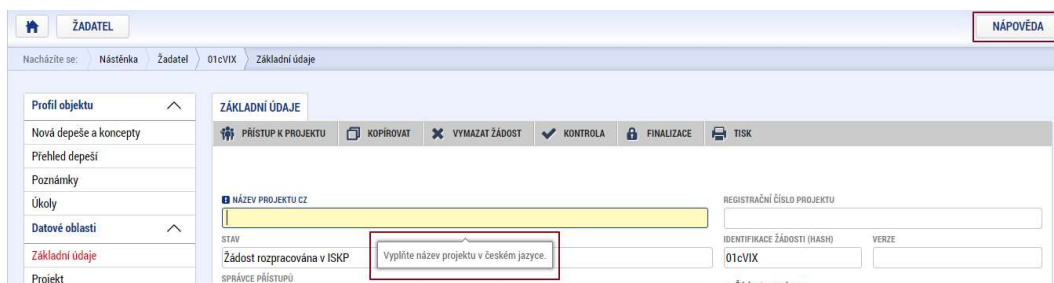 ŽADATEL
NÁPOVĚDA
Nacházíte se: Nástěnka Žadatel 01cVIX Základní údaje
Profil objektu
Nová depeše a koncepty
Přehled depeší
Poznámky
Úkoly
Datové oblasti
Základní údaje
Projekt
ZÁKLADNÍ ÚDAJE
PŘÍSTUP K PROJEKTU KOPÍROVAT VYMAZAT ŽÁDOST KONTROLA FINALIZACE TISK
NÁZEV PROJEKTU CZ
REGISTRAČNÍ ČÍSLO PROJEKTU
STAV
IDENTIFIKACE ŽÁDOSTI (HASH) VERZE
Žádost rozpracována v ISKP
Vyplňte název projektu v českém jazyce.
01cVIX
SPRÁVCE PŘÍSTUPŮ